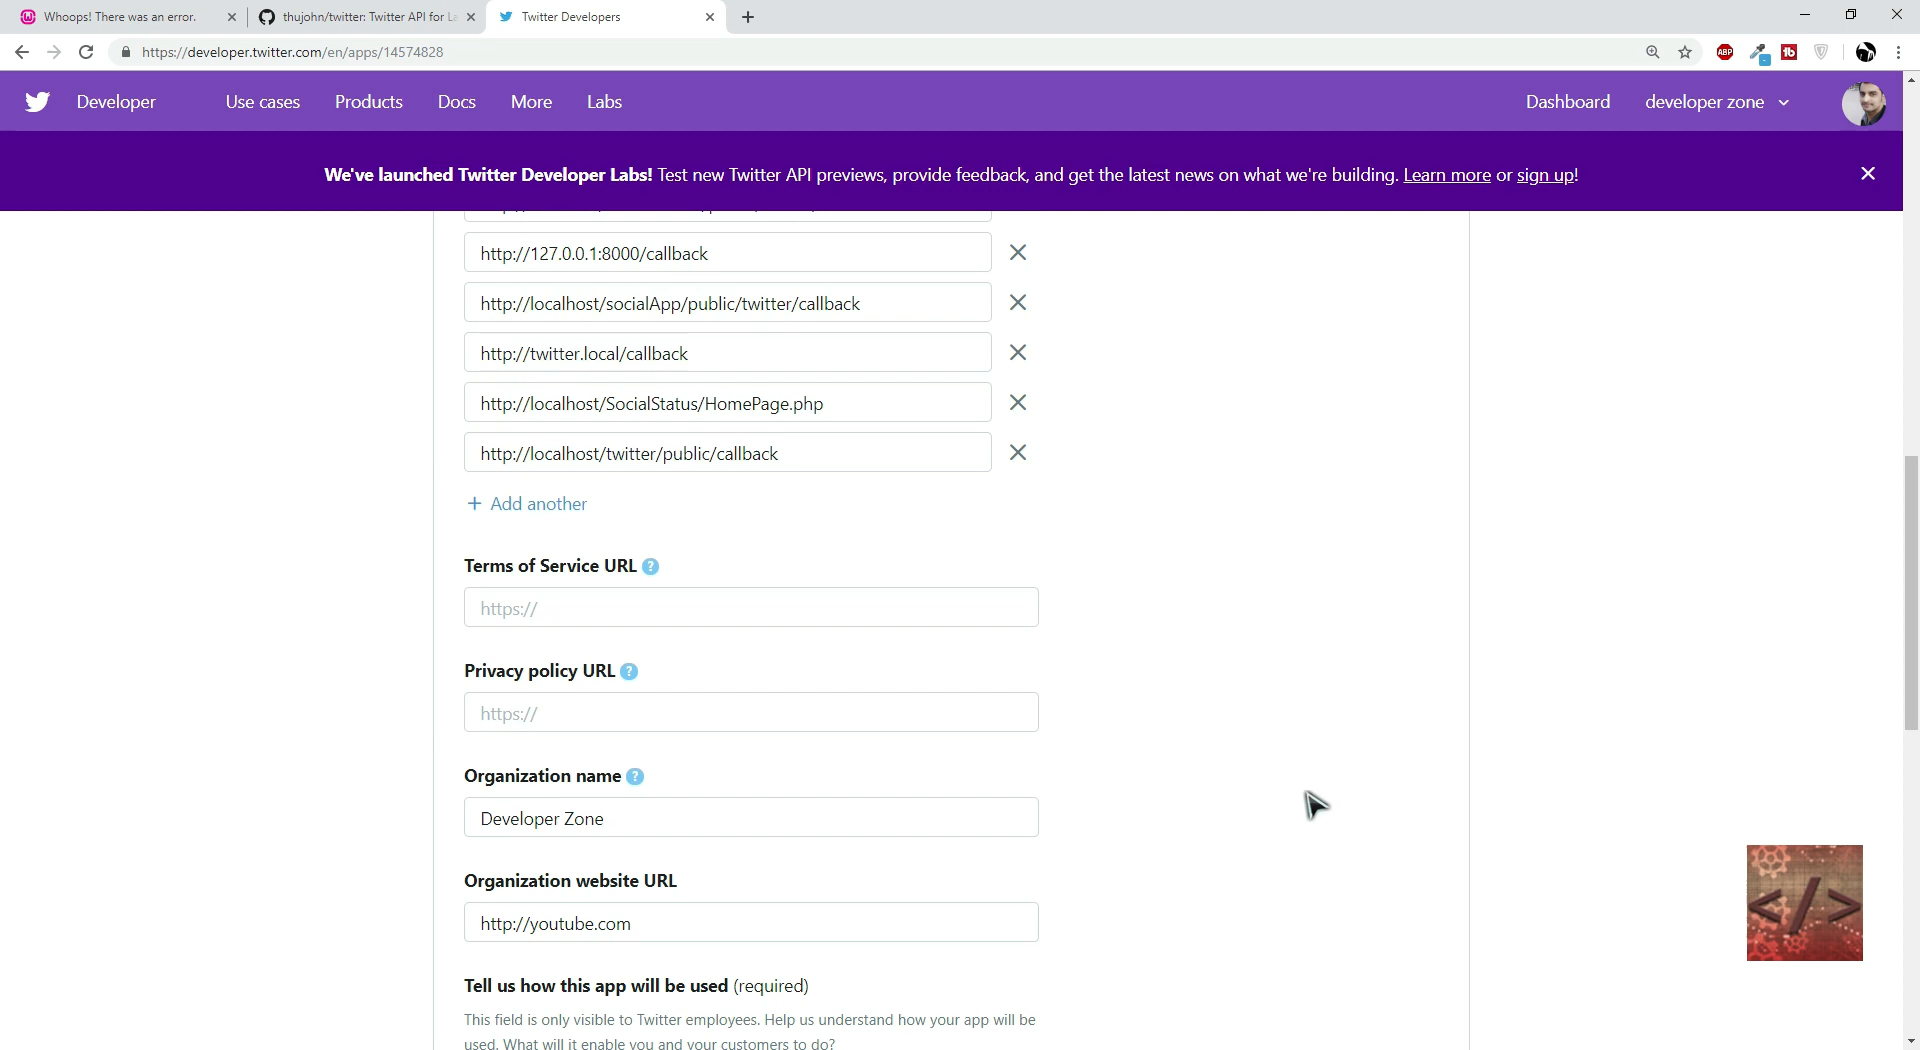 Whoops! There was an error.
thujohn/twitter: Twitter API for La
Twitter Developers
https://developer.twitter.com/en/apps/14574828
ABP
Developer
Use cases
Products
Docs
More
Labs
Dashboard
developer zone
We've launched Twitter Developer Labs! Test new Twitter API previews, provide feedback, and get the latest news on what we're building. Learn more or sign up!
http://127.0.0.1:8000/callback
http://localhost/socialApp/public/twitter/callback
http://twitter.local/callback
http://localhost/SocialStatus/HomePage.php
http://localhost/twitter/public/callback
+ Add another
Terms of Service URL ?
https://
Privacy policy URL ?
https://
Organization name ?
Developer Zone
Organization website URL
http://youtube.com
Tell us how this app will be used (required)
This field is only visible to Twitter employees. Help us understand how your app will be
used. What will it enable you and your customers to do?